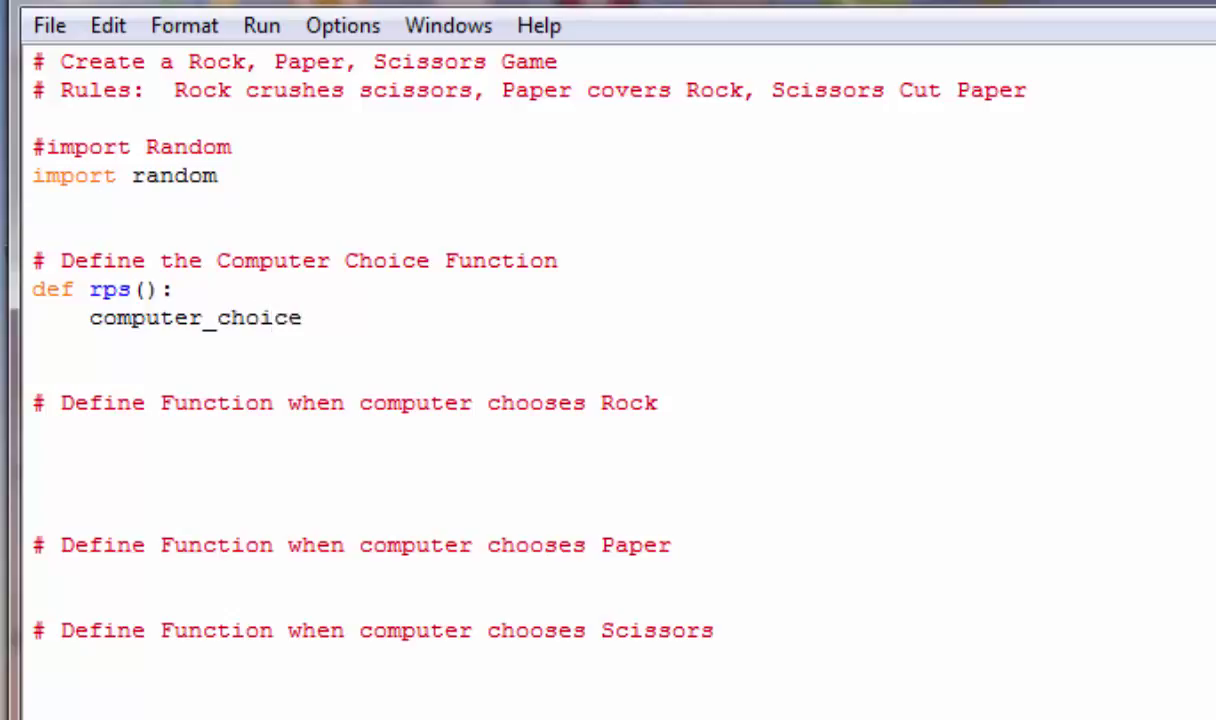 File Edit Format Run Options Windows Help
# Create a Rock, Paper, Scissors Game
# Rules:  Rock crushes scissors, Paper covers Rock, Scissors Cut Paper
#import Random
import random
# Define the Computer Choice Function
def rps():
    computer_choice
# Define Function when computer chooses Rock
# Define Function when computer chooses Paper
# Define Function when computer chooses Scissors